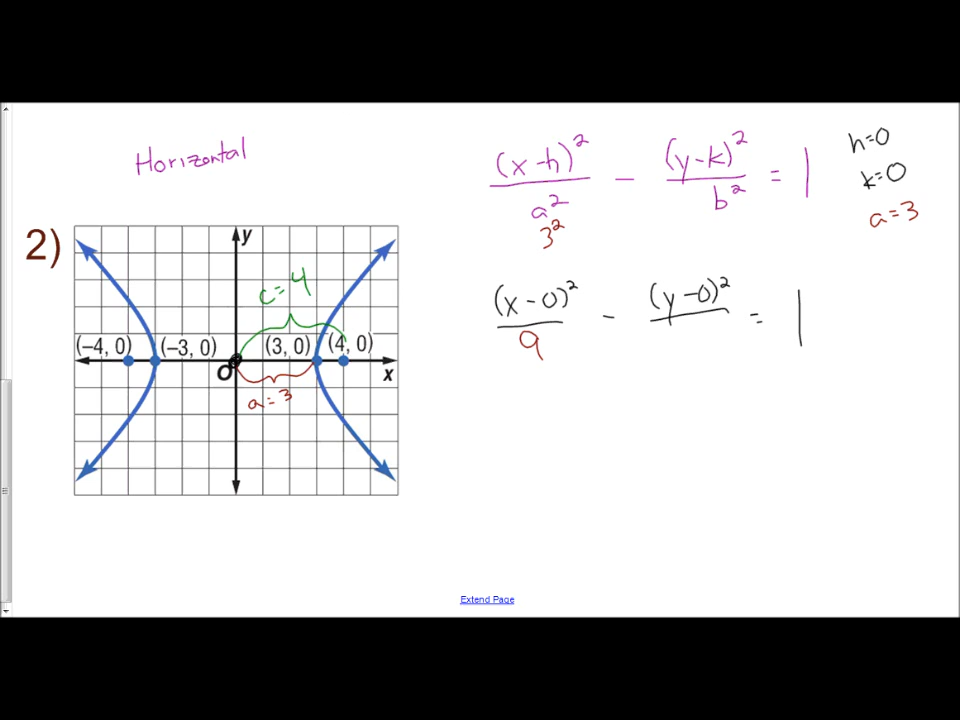 Horizontal
(x-h)²/a² - (y-k)²/b² = 1
3²
h=0
k=0
a=3
2)
y
c=4
(-4, 0) (-3, 0) (3, 0) (4, 0)
O
x
a=3
(x-0)²/9 - (y-0)²/ = 1
Extend Page